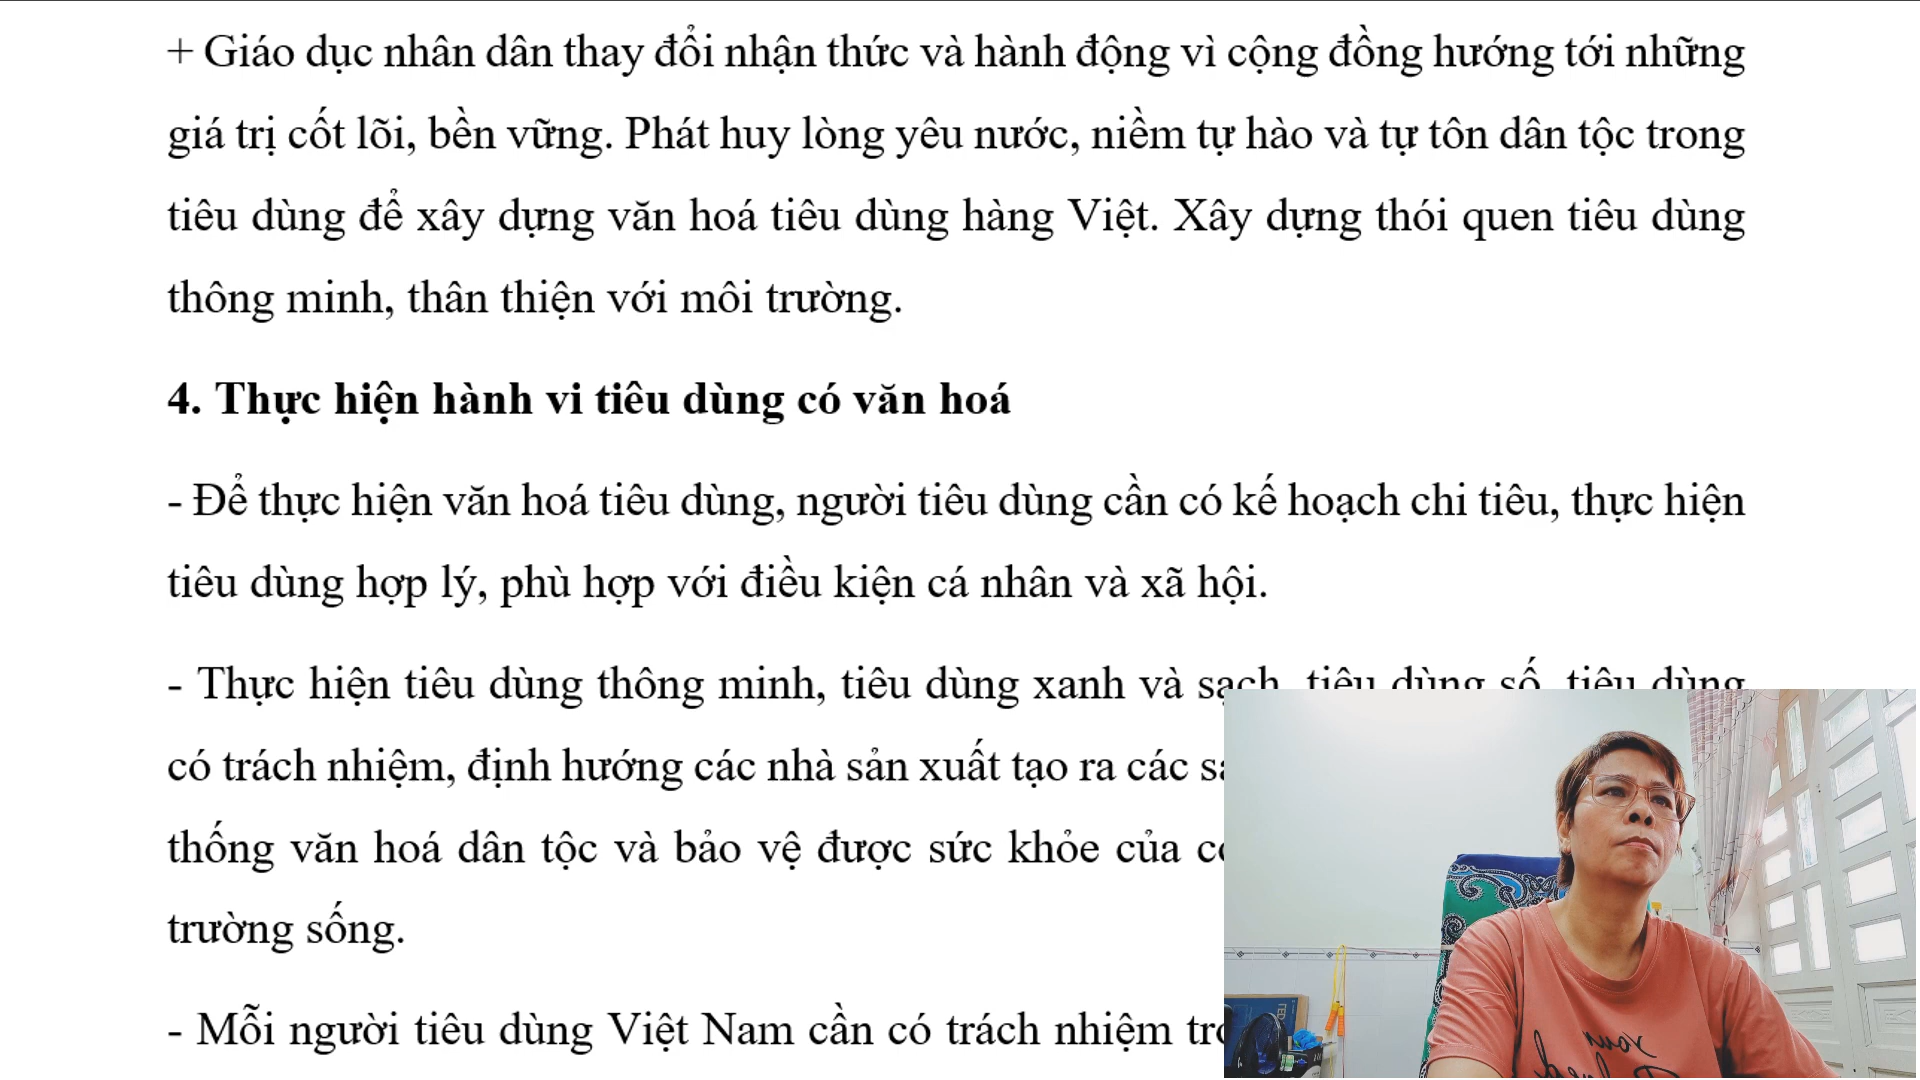 + Giáo dục nhân dân thay đổi nhận thức và hành động vì cộng đồng hướng tới những
giá trị cốt lõi, bền vững. Phát huy lòng yêu nước, niềm tự hào và tự tôn dân tộc trong
tiêu dùng để xây dựng văn hoá tiêu dùng hàng Việt. Xây dựng thói quen tiêu dùng
thông minh, thân thiện với môi trường.
4. Thực hiện hành vi tiêu dùng có văn hoá
- Để thực hiện văn hoá tiêu dùng, người tiêu dùng cần có kế hoạch chi tiêu, thực hiện
tiêu dùng hợp lý, phù hợp với điều kiện cá nhân và xã hội.
- Thực hiện tiêu dùng thông minh, tiêu dùng xanh và sạch, tiêu dùng số, tiêu dùng
có trách nhiệm, định hướng các nhà sản xuất tạo ra các
thống văn hoá dân tộc và bảo vệ được sức khỏe của
trường sống.
- Mỗi người tiêu dùng Việt Nam cần có trách nhiệm
your